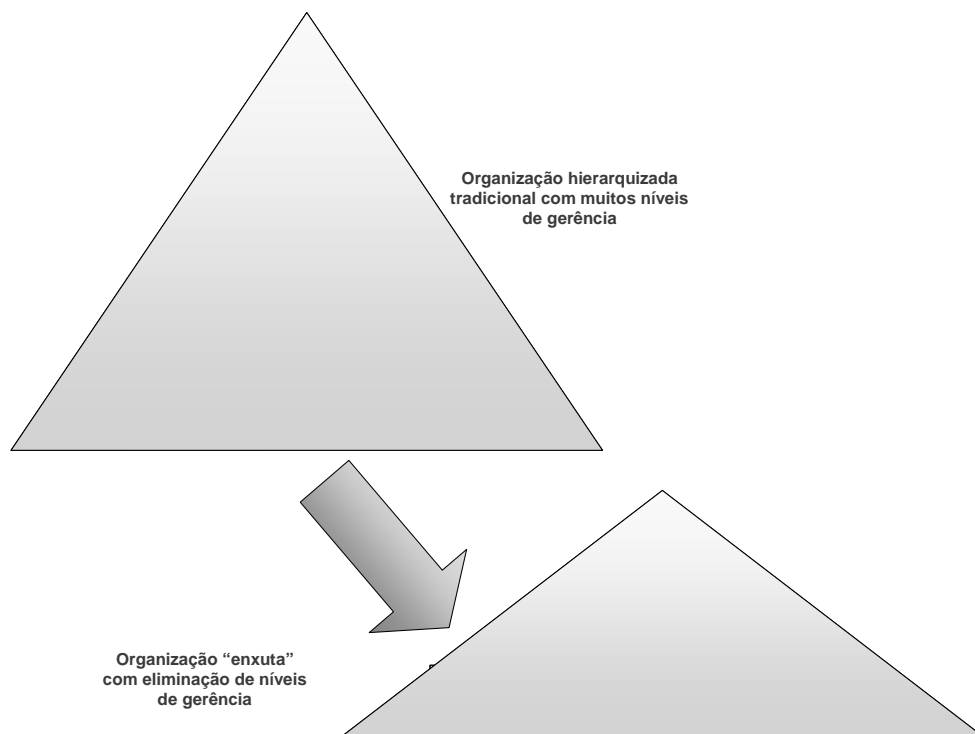 Organização hierarquizada
tradicional com muitos níveis
de gerência
Organização “enxuta”
com eliminação de níveis
de gerência